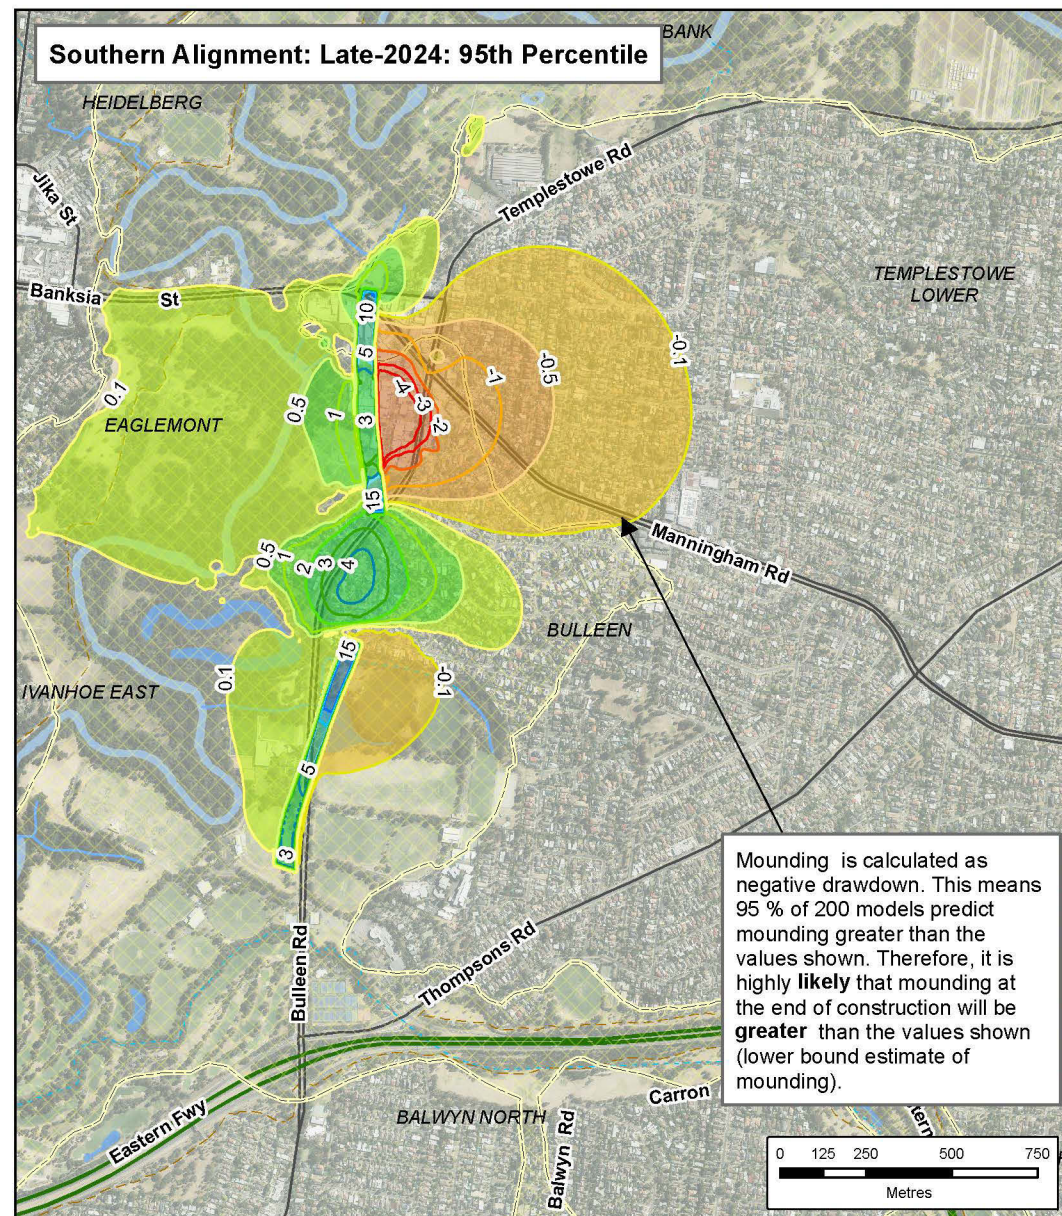 Southern Alignment: Late-2024: 95th Percentile
BANK
HEIDELBERG
Jika St
Templestowe Rd
TEMPLESTOWE
LOWER
Banksia St
10
5
3
15
-4
-3
-2
-1
-0.5
-0.1
0.1
0.5
1
EAGLEMONT
0.5
1
2
3
4
Manningham Rd
BULLEEN
IVANHOE EAST
0.1
15
-0.1
5
3
Mounding is calculated as
negative drawdown. This means
95 % of 200 models predict
mounding greater than the
values shown. Therefore, it is
highly likely that mounding at
the end of construction will be
greater than the values shown
(lower bound estimate of
mounding).
Bulleen Rd
Thompsons Rd
Eastern Fwy
BALWYN NORTH
Balwyn Rd
Carron
tern
0 125 250 500 750
Metres